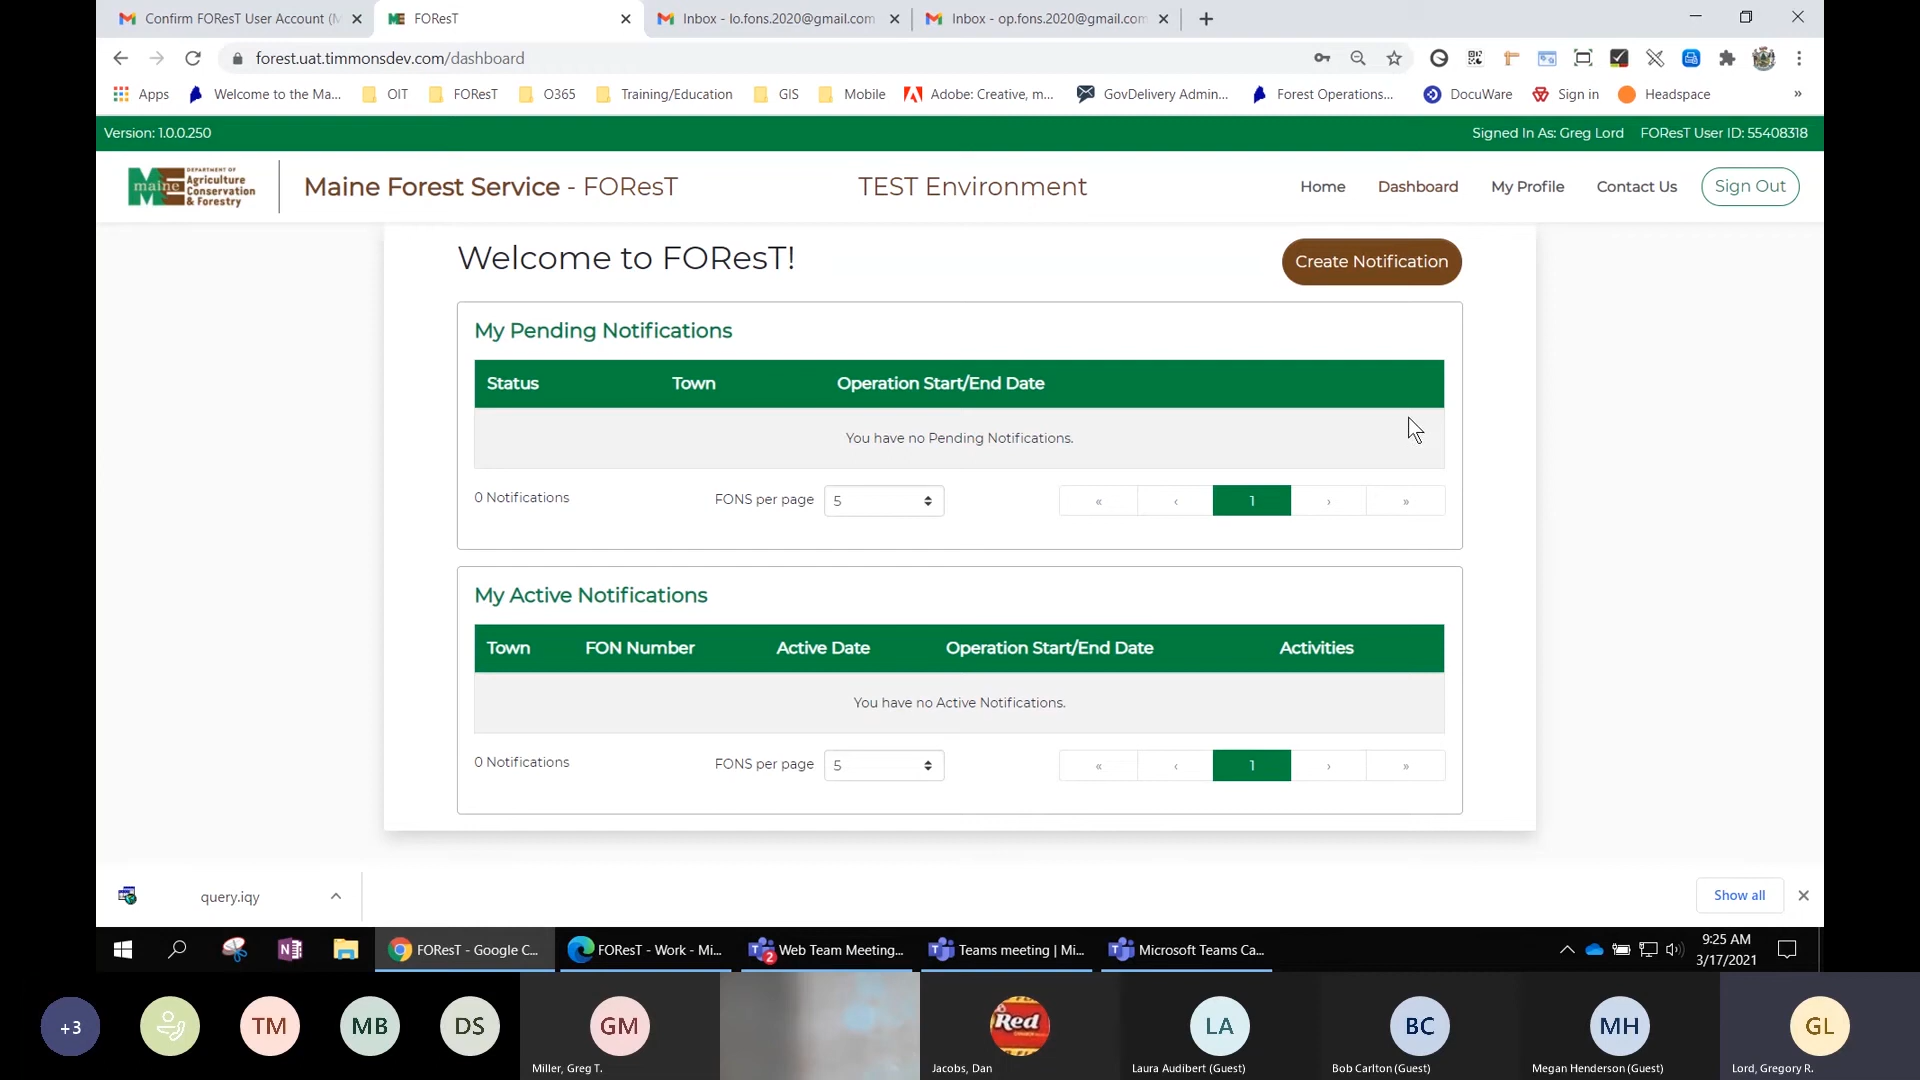 Confirm FOResT User Account (M
FOResT
Inbox - lo.fons.2020@gmail.com
Inbox - op.fons.2020@gmail.com
forest.uat.timmonsdev.com/dashboard
Apps
Welcome to the Ma...
OIT
FOResT
O365
Training/Education
GIS
Mobile
Adobe: Creative, m...
GovDelivery Admin...
Forest Operations...
DocuWare
Sign in
Headspace
»
Version: 1.0.0.250
Signed In As: Greg Lord
FOResT User ID: 55408318
maine
DEPARTMENT OF
Agriculture
Conservation
& Forestry
Maine Forest Service - FOResT
TEST Environment
Home
Dashboard
My Profile
Contact Us
Sign Out
Welcome to FOResT!
Create Notification
My Pending Notifications
Status Town Operation Start/End Date
You have no Pending Notifications.
0 Notifications
FONS per page 5
« ‹ 1 › »
My Active Notifications
Town FON Number Active Date Operation Start/End Date Activities
You have no Active Notifications.
0 Notifications
FONS per page 5
« ‹ 1 › »
query.iqy
Show all
FOResT - Google C...
FOResT - Work - Mi...
2
Web Team Meeting...
Teams meeting | Mi...
Microsoft Teams Ca...
9:25 AM
3/17/2021
+3
TM
MB
DS
GM
Miller, Greg T.
Red
Jacobs, Dan
LA
Laura Audibert (Guest)
BC
Bob Carlton (Guest)
MH
Megan Henderson (Guest)
GL
Lord, Gregory R.